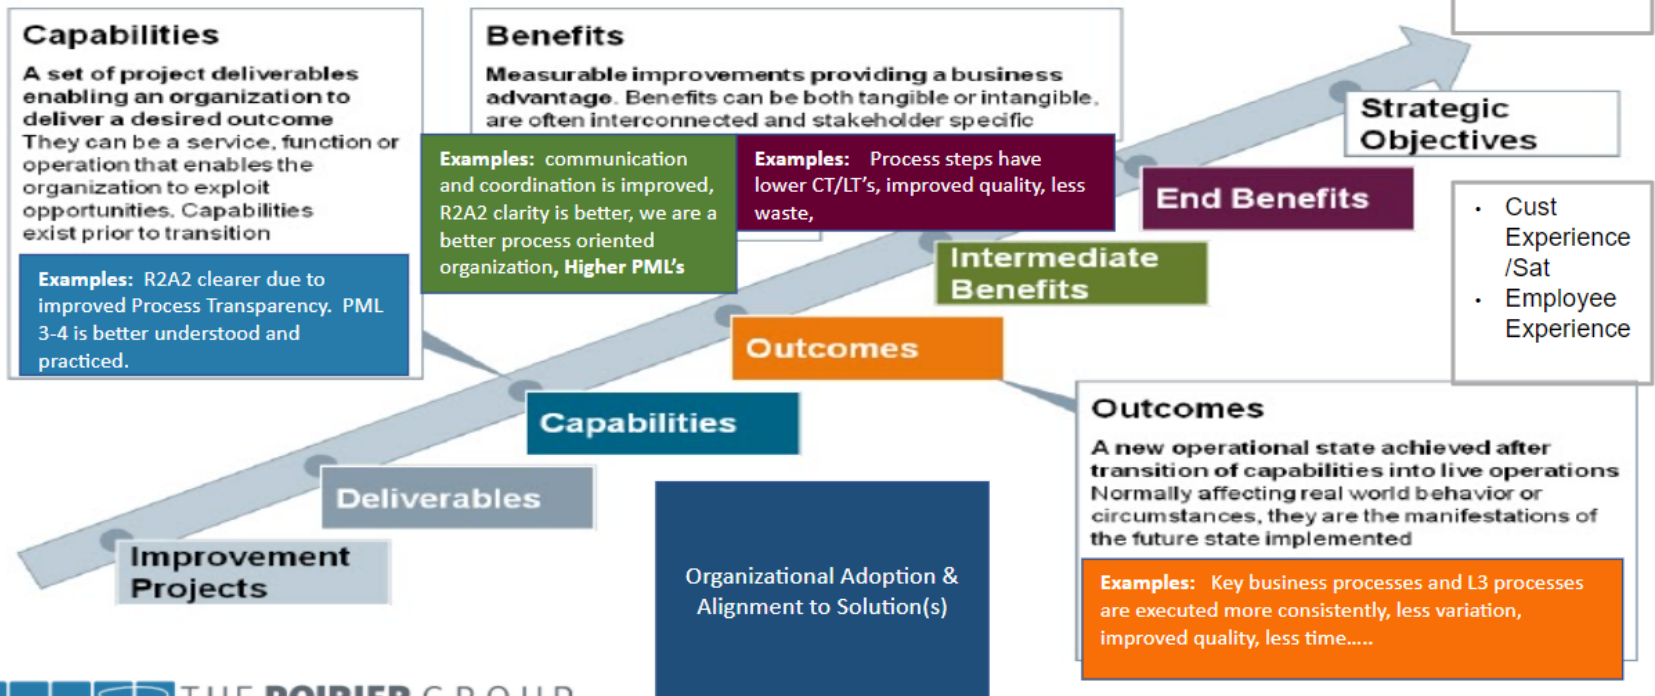 Capabilities
A set of project deliverables
enabling an organization to
deliver a desired outcome
They can be a service, function or
operation that enables the
organization to exploit
opportunities. Capabilities
exist prior to transition
Examples: R2A2 clearer due to
improved Process Transparency. PML
3-4 is better understood and
practiced.
Benefits
Measurable improvements providing a business
advantage. Benefits can be both tangible or intangible,
are often interconnected and stakeholder specific
Examples: communication
and coordination is improved,
R2A2 clarity is better, we are a
better process oriented
organization, Higher PML's
Examples: Process steps have
lower CT/LT's, improved quality, less
waste,
Strategic
Objectives
End Benefits
Intermediate
Benefits
Outcomes
Capabilities
Deliverables
Improvement
Projects
• Cust
Experience
/Sat
• Employee
Experience
Outcomes
A new operational state achieved after
transition of capabilities into live operations
Normally affecting real world behavior or
circumstances, they are the manifestations of
the future state implemented
Examples: Key business processes and L3 processes
are executed more consistently, less variation,
improved quality, less time.....
Organizational Adoption &
Alignment to Solution(s)
THE POIRIER GROUP